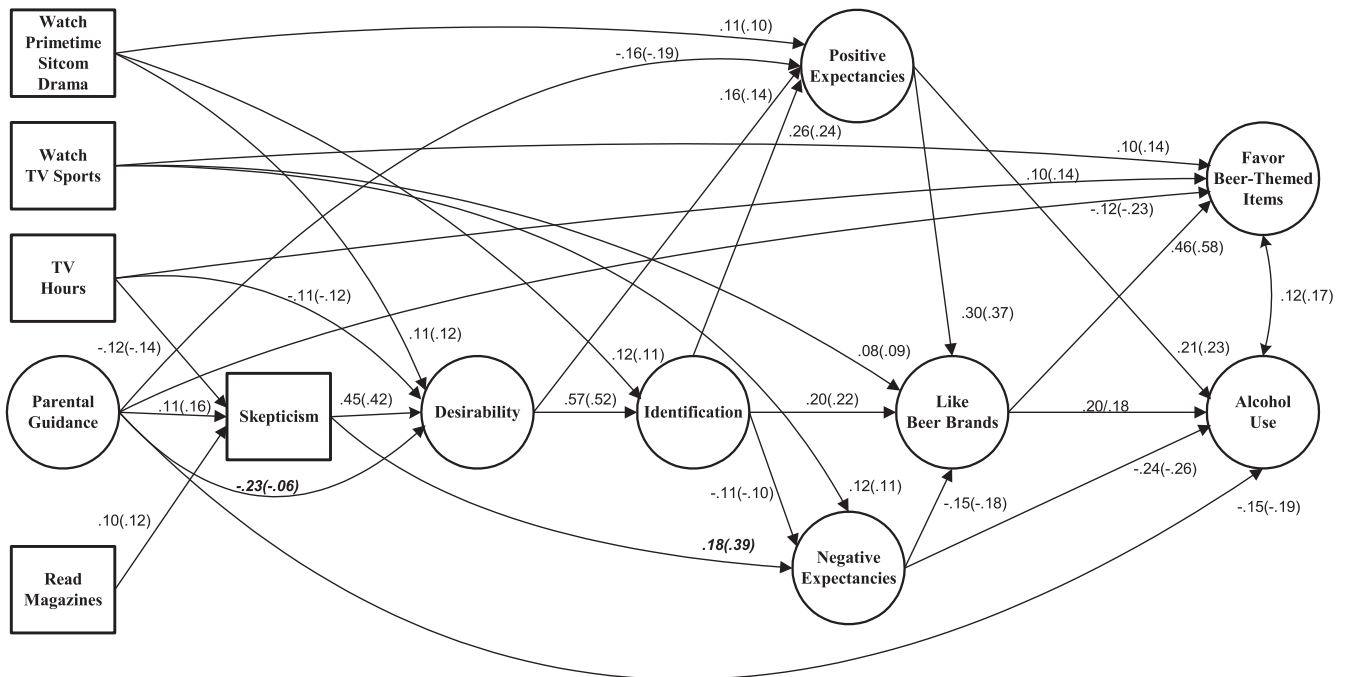 Watch
Primetime
Sitcom
Drama
.11(.10)
-.16(-.19)
Positive
Expectancies
.16(.14)
.26(.24)
Watch
TV Sports
.10(.14)
Favor
Beer-Themed
Items
.10(.14)
-.12(-.23)
.46(.58)
TV
Hours
-.11(-.12)
.12(.17)
.30(.37)
-.12(-.14)
.11(.12)
.12(.11)
.08(.09)
.21(.23)
Parental
Guidance
.11(.16)
Skepticism
.45(.42)
Desirability
.57(.52)
Identification
.20(.22)
Like
Beer Brands
.20/.18
Alcohol
Use
-.23(-.06)
-.11(-.10)
.12(.11)
-.15(-.18)
-.24(-.26)
-.15(-.19)
.10(.12)
.18(.39)
Negative
Expectancies
Read
Magazines